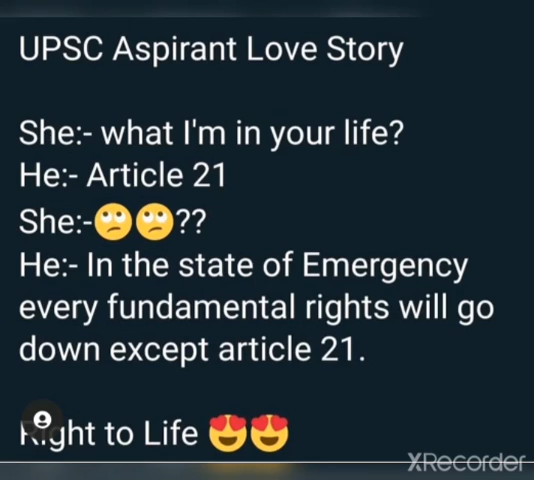 UPSC Aspirant Love Story
She:- what I'm in your life?
He:- Article 21
She:-🙄🙄??
He:- In the state of Emergency
every fundamental rights will go
down except article 21.
Right to Life 😍😍
XRecorder